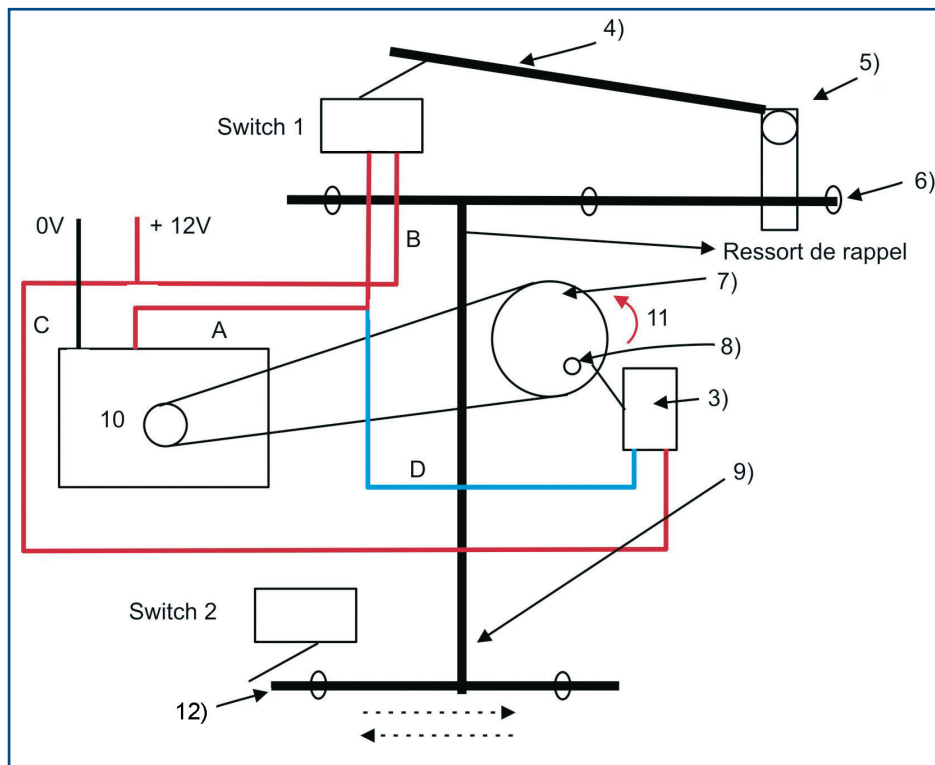 4)
5)
Switch 1
6)
0V
+ 12V
B
Ressort de rappel
7)
C
A
11
8)
3)
10
D
9)
Switch 2
12)